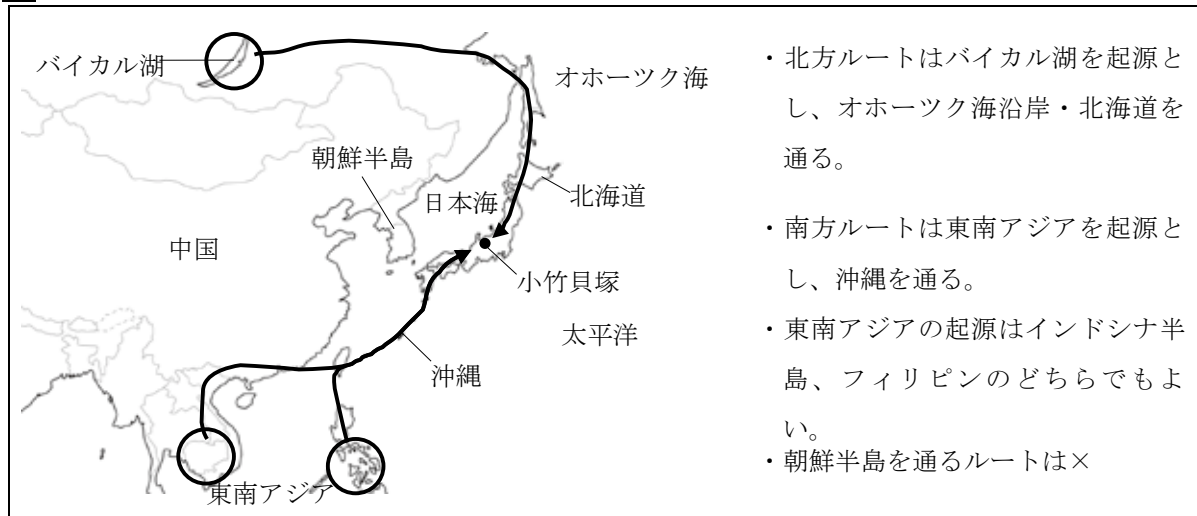 バイカル湖
オホーツク海
朝鮮半島
日本海
北海道
中国
小竹貝塚
太平洋
沖縄
東南アジア
・北方ルートはバイカル湖を起源と
し、オホーツク海沿岸・北海道を
通る。
・南方ルートは東南アジアを起源と
し、沖縄を通る。
・東南アジアの起源はインドシナ半
島、フィリピンのどちらでもよ
い。
・朝鮮半島を通るルートは×